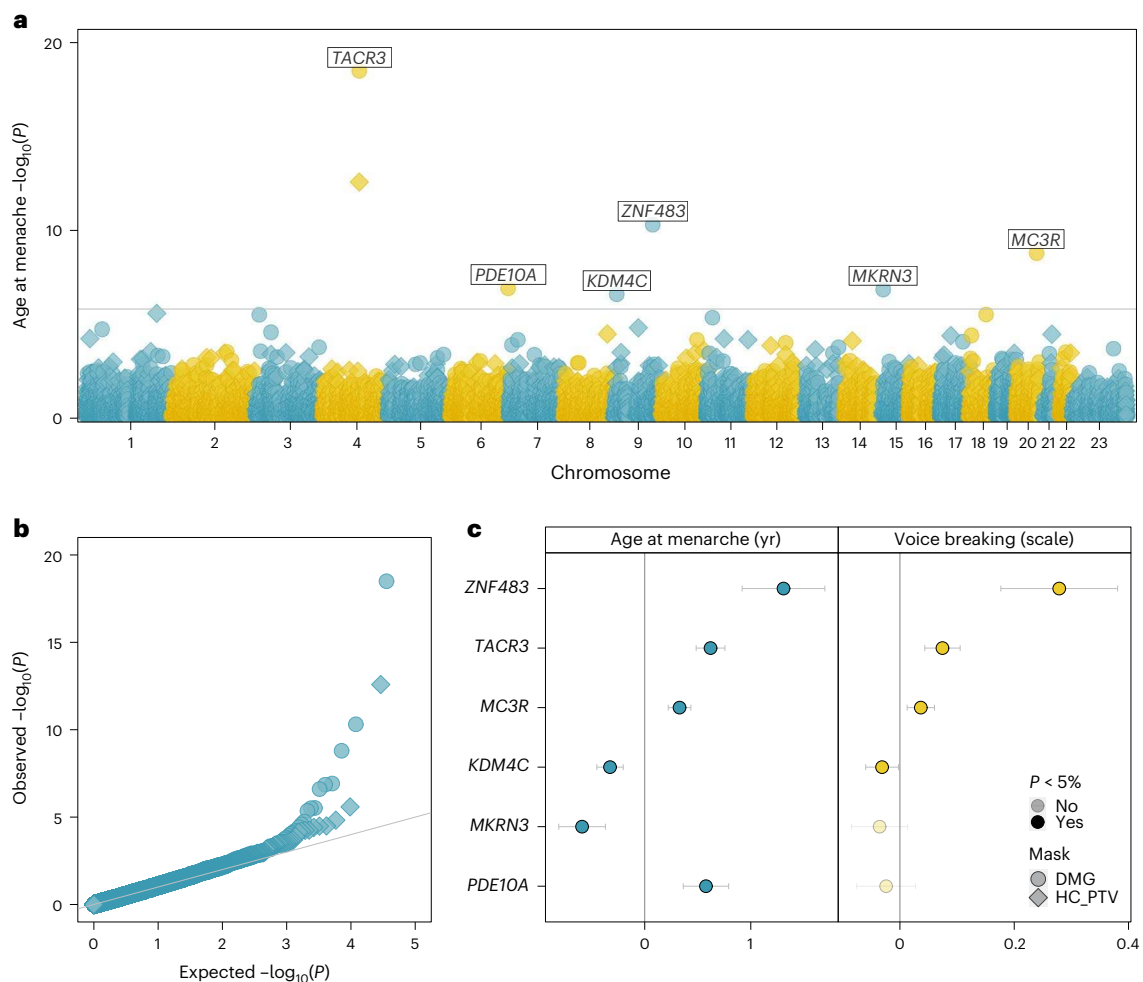 a
20
10
0
Age at menache –log10(P)
TACR3
ZNF483
MC3R
PDE10A
KDM4C
MKRN3
1 2 3 4 5 6 7 8 9 10 11 12 13 14 15 16 17 18 19 20 21 22 23
Chromosome
b
20
15
10
5
0
Observed –log10(P)
0 1 2 3 4 5
Expected –log10(P)
c
Age at menarche (yr) Voice breaking (scale)
ZNF483
TACR3
MC3R
KDM4C
MKRN3
PDE10A
P < 5%
No
Yes
Mask
DMG
HC_PTV
0 1 0 0.2 0.4